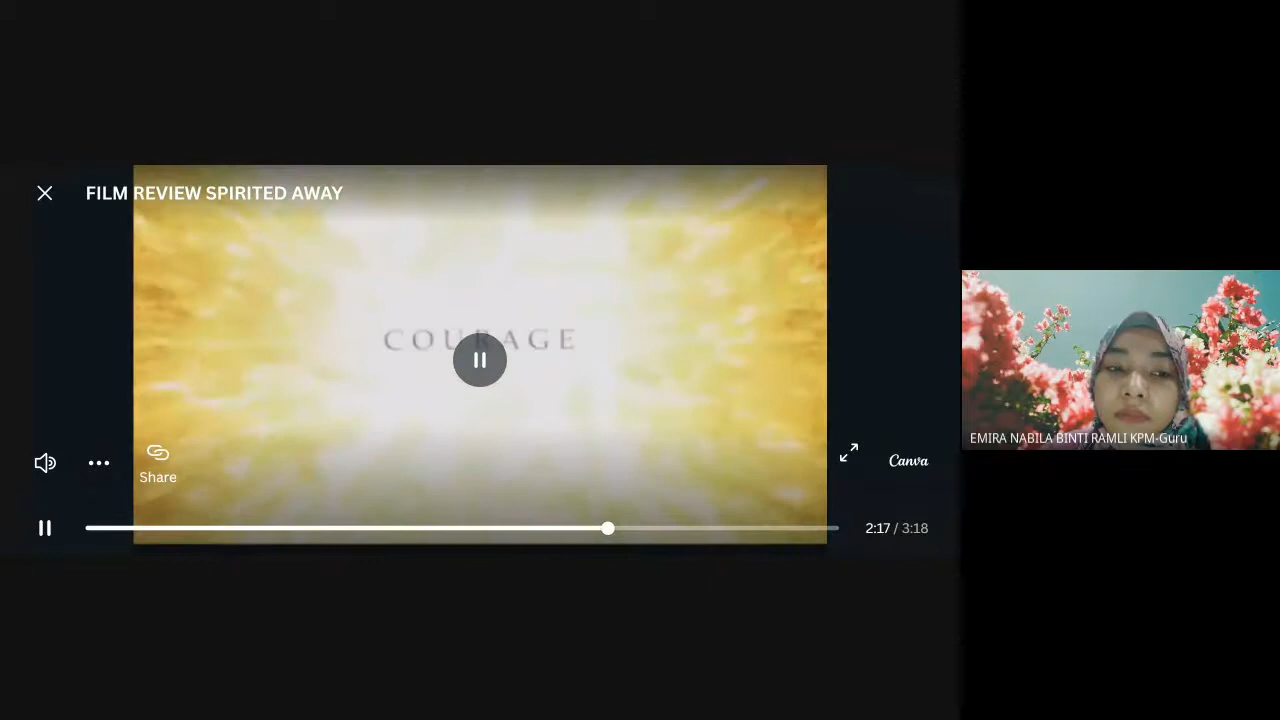 FILM REVIEW SPIRITED AWAY
COURAGE
Share
Canva
2:17 / 3:18
EMIRA NABILA BINTI RAMLI KPM-Guru